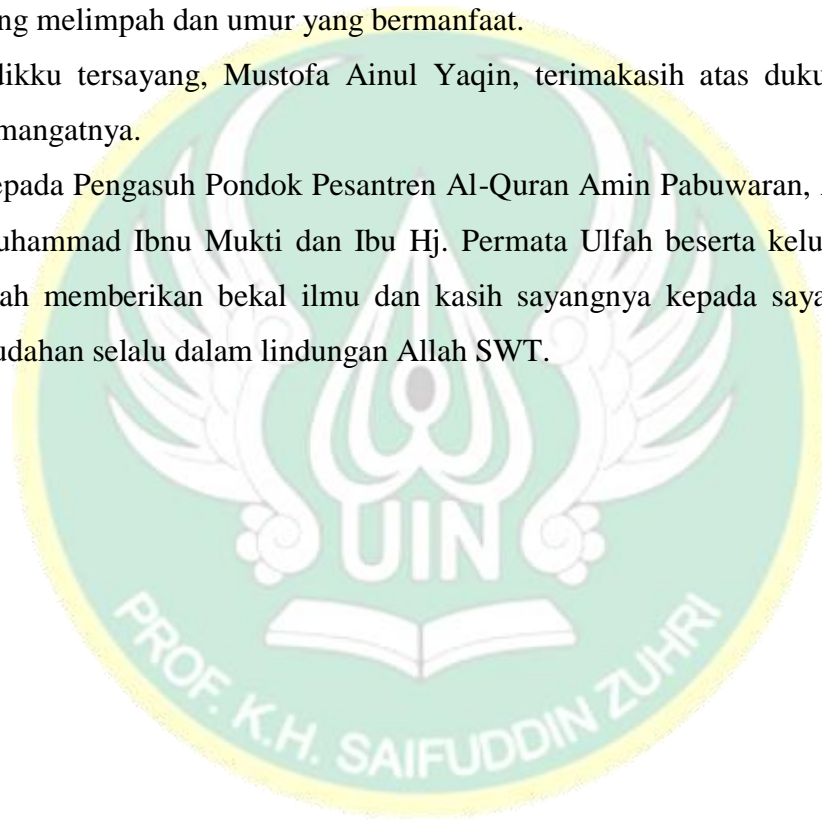 ng melimpah dan umur yang bermanfaat.
dikku tersayang, Mustofa Ainul Yaqin, terimakasih atas duku
mangatnya.
epada Pengasuh Pondok Pesantren Al-Quran Amin Pabuwaran,
uhammad Ibnu Mukti dan Ibu Hj. Permata Ulfah beserta kelu
ah memberikan bekal ilmu dan kasih sayangnya kepada saya
udahan selalu dalam lindungan Allah SWT.
UIN
PROF. K.H. SAIFUDDIN ZUHRI